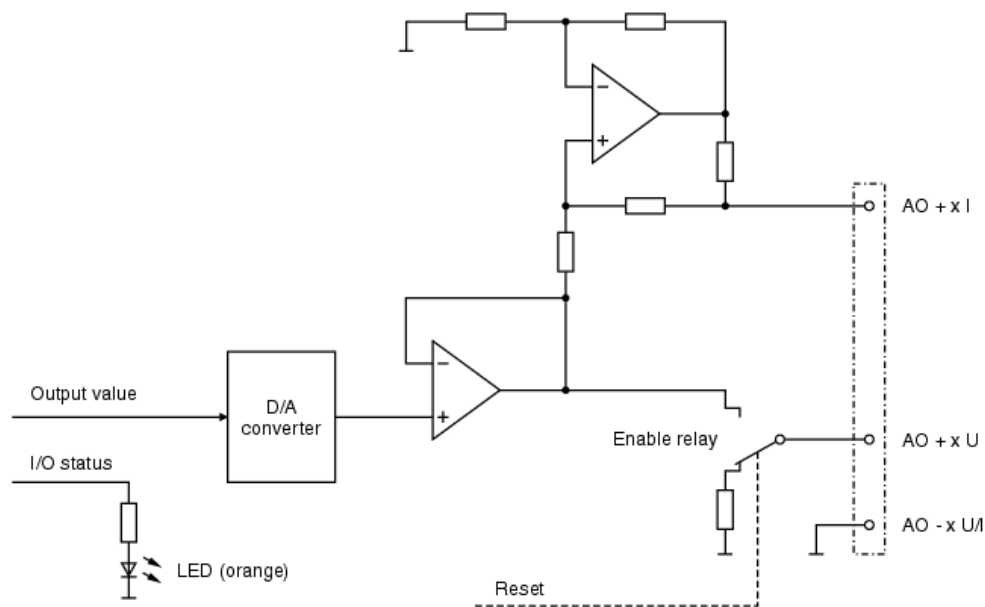 AO + x I
Output value
D/A
converter
I/O status
Enable relay
AO + x U
AO - x U/I
LED (orange)
Reset